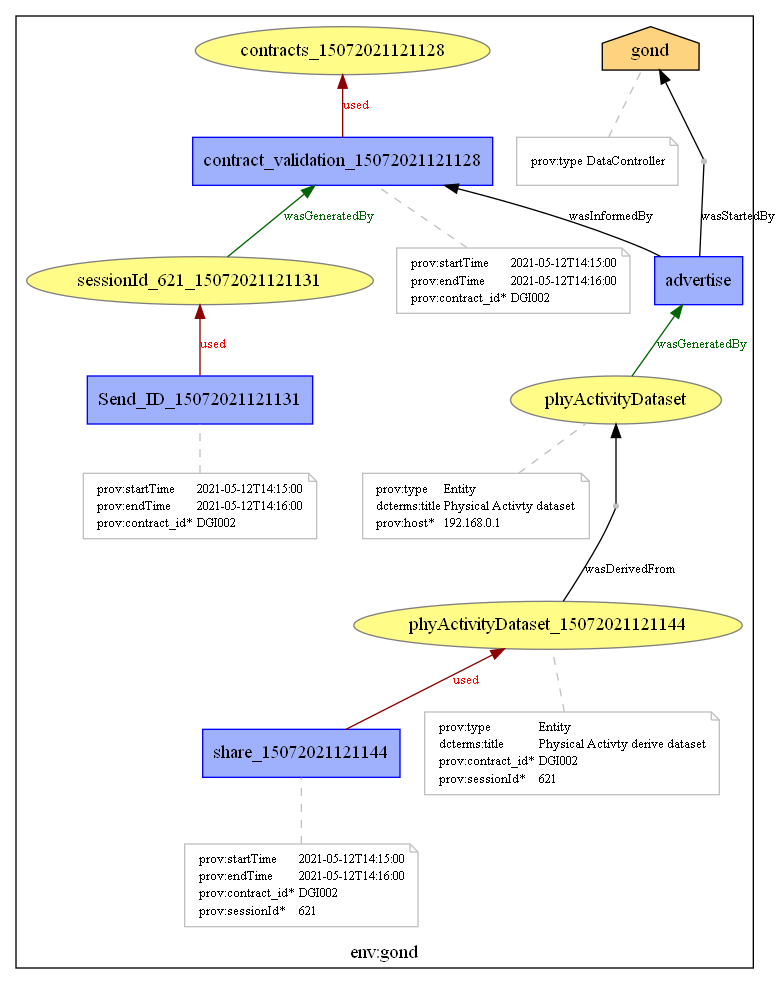 contracts_15072021121128
gond
used
contract_validation_15072021121128
prov:type DataController
wasGeneratedBy
wasInformedBy
wasStartedBy
prov:startTime 2021-05-12T14:15:00
prov:endTime 2021-05-12T14:16:00
prov:contract_id* DGI002
sessionId_621_15072021121131
advertise
used
wasGeneratedBy
Send_ID_15072021121131
phyActivityDataset
prov:startTime 2021-05-12T14:15:00
prov:endTime 2021-05-12T14:16:00
prov:contract_id* DGI002
prov:type Entity
dcterms:title Physical Activty dataset
prov:host* 192.168.0.1
wasDerivedFrom
phyActivityDataset_15072021121144
used
prov:type Entity
dcterms:title Physical Activty derive dataset
prov:contract_id* DGI002
prov:sessionId* 621
share_15072021121144
prov:startTime 2021-05-12T14:15:00
prov:endTime 2021-05-12T14:16:00
prov:contract_id* DGI002
prov:sessionId* 621
env:gond